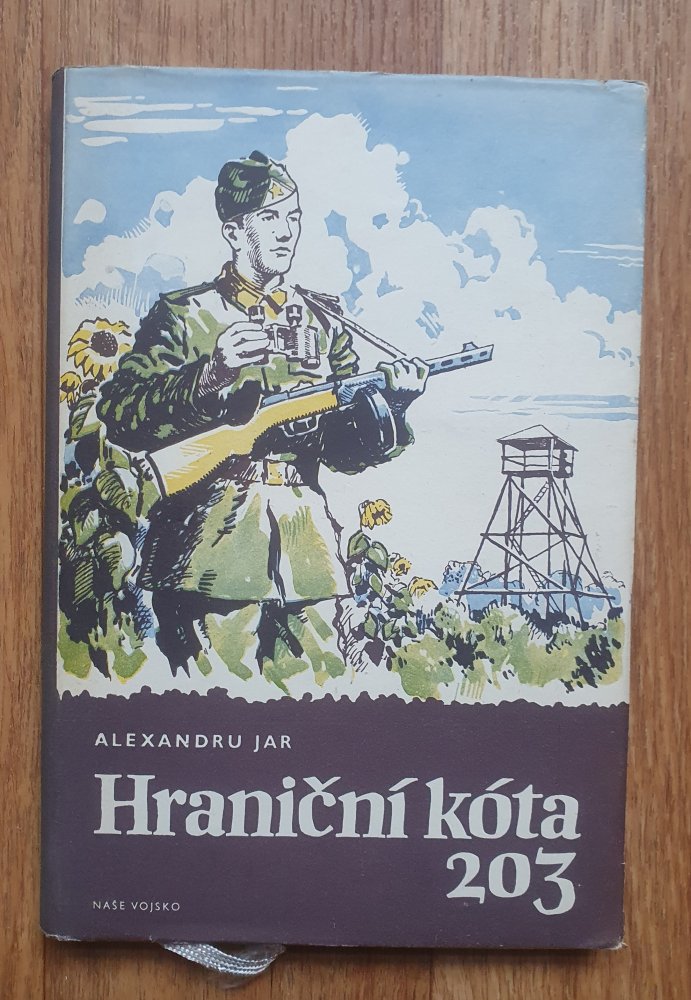 ALEXANDRU JAR
Hraniční kóta
203
NAŠE VOJSKO